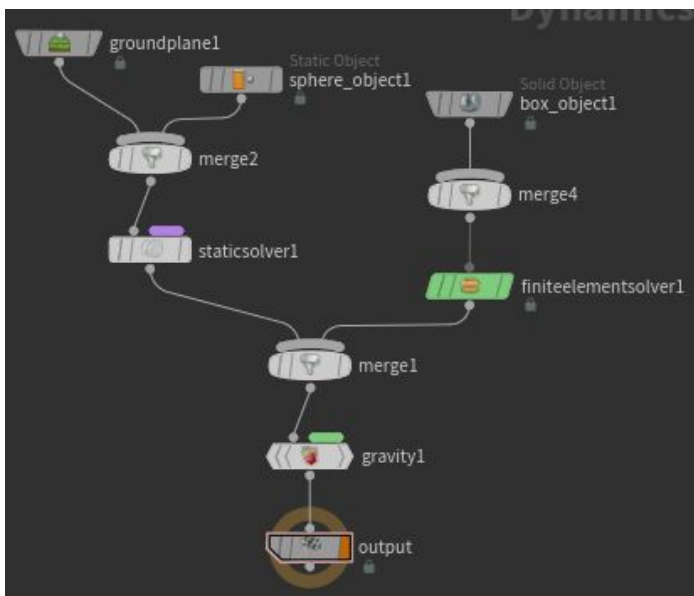 Dynamics
groundplane1
Static Object
sphere_object1
Solid Object
box_object1
merge2
merge4
staticsolver1
finiteelementsolver1
merge1
gravity1
output